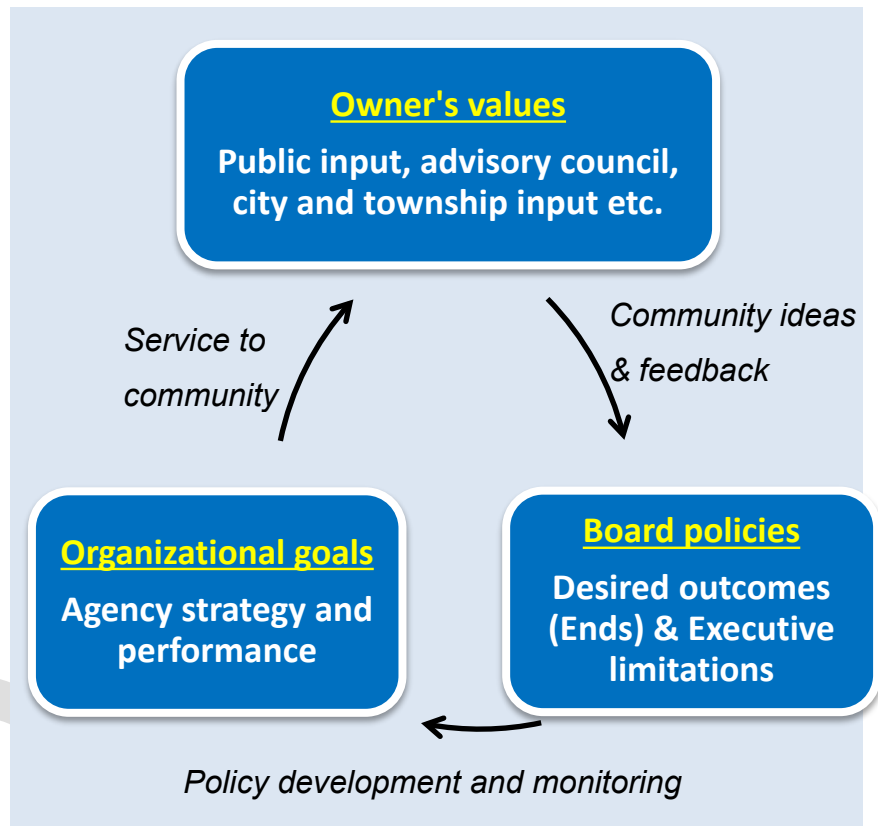 Owner's values
Public input, advisory council,
city and township input etc.
Service to
community
Community ideas
& feedback
Organizational goals
Agency strategy and
performance
Board policies
Desired outcomes
(Ends) & Executive
limitations
Policy development and monitoring